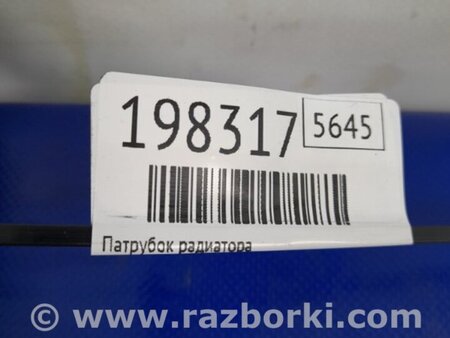 198317 5645
Патрубок радиатора
© www.razborki.com